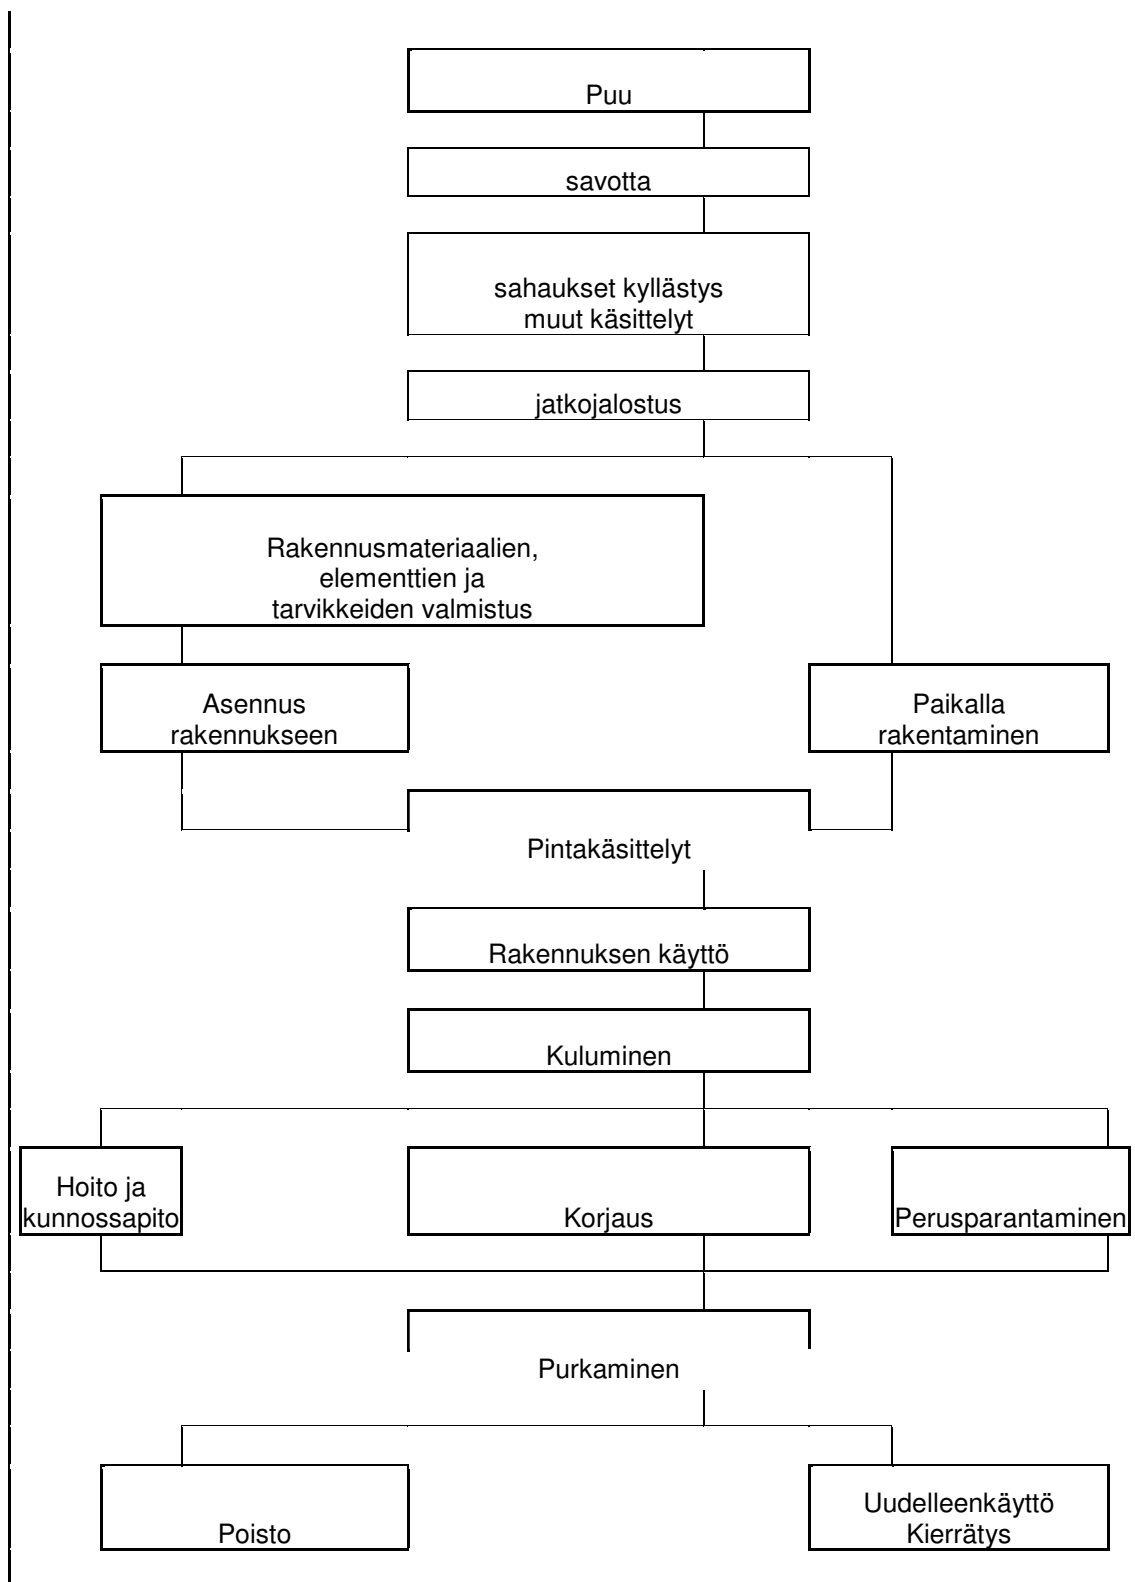 Puu
savotta
sahaukset kyllästys
muut käsittelyt
jatkojalostus
Rakennusmateriaalien,
elementtien ja
tarvikkeiden valmistus
Asennus
rakennukseen
Paikalla
rakentaminen
Pintakäsittelyt
Rakennuksen käyttö
Kuluminen
Hoito ja
kunnossapito
Korjaus
Perusparantaminen
Purkaminen
Poisto
Uudelleenkäyttö
Kierrätys